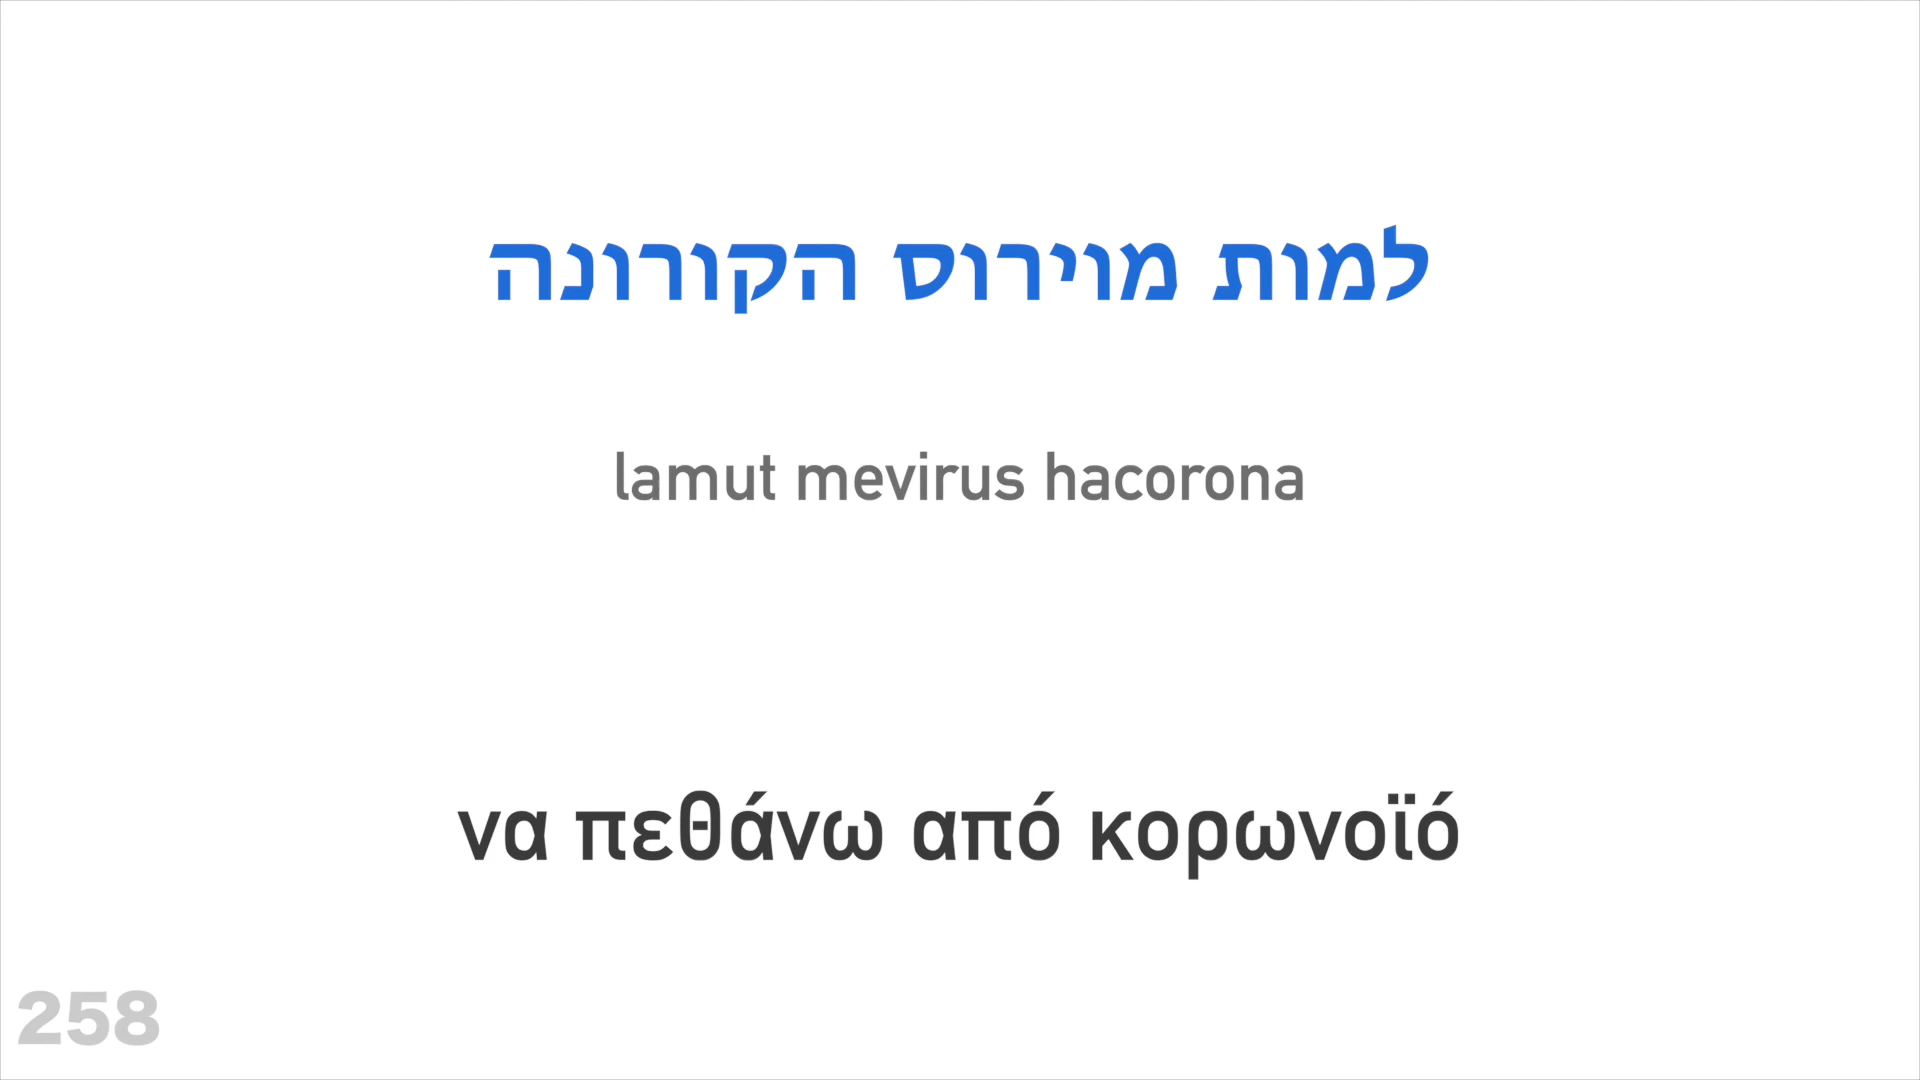 למות מוירוס הקורונה
lamut mevirus hacorona
να πεθάνω από κορωνοϊό
258